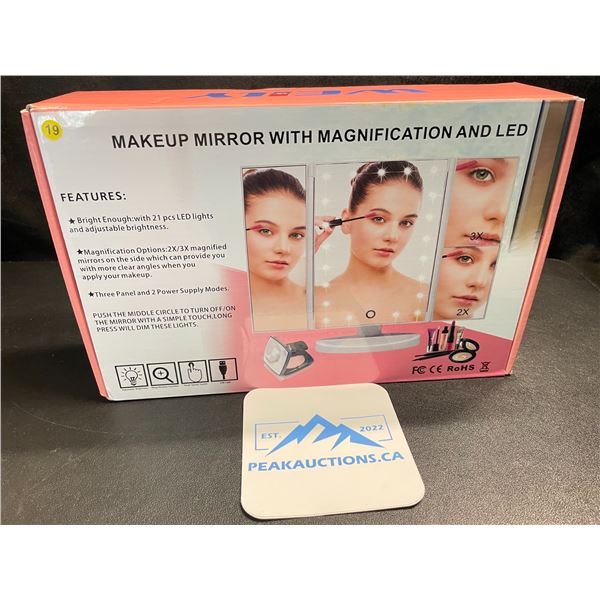 19
MAKEUP MIRROR WITH MAGNIFICATION AND LED
FEATURES:
★ Bright Enough:with 21 pcs LED lights
and adjustable brightness.
★Magnification Options:2X/3X magnified
mirrors on the side which can provide you
with more clear angles when you
apply your makeup.
★Three Panel and 2 Power Supply Modes.
PUSH THE MIDDLE CIRCLE TO TURN OFF/ON
THE MIRROR WITH A SIMPLE TOUCH,LONG
PRESS WILL DIM THESE LIGHTS.
3X
2X
FC CE RoHS
EST. 2022
PEAKAUCTIONS.CA